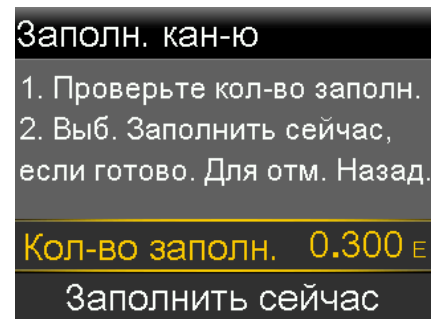 Заполн. кан-ю
1. Проверьте кол-во заполн.
2. Выб. Заполнить сейчас,
если готово. Для отм. Назад.
Кол-во заполн. 0.300 Е
Заполнить сейчас